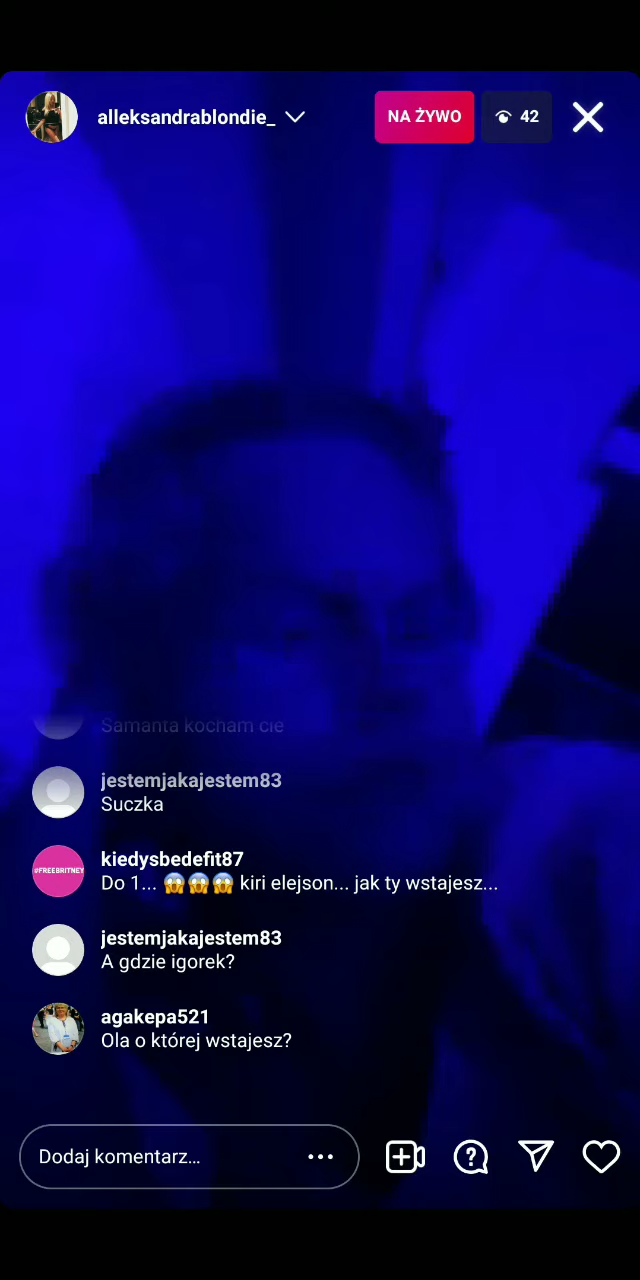 alleksandrablondie_
NA ŻYWO
42
Samanta kocham cie
jestemjakajestem83
Suczka
#FREEBRITNEY
kiedysbedefit87
Do 1... 😱😱😱 kiri elejson... jak ty wstajesz...
jestemjakajestem83
A gdzie igorek?
agakepa521
Ola o której wstajesz?
Dodaj komentarz...